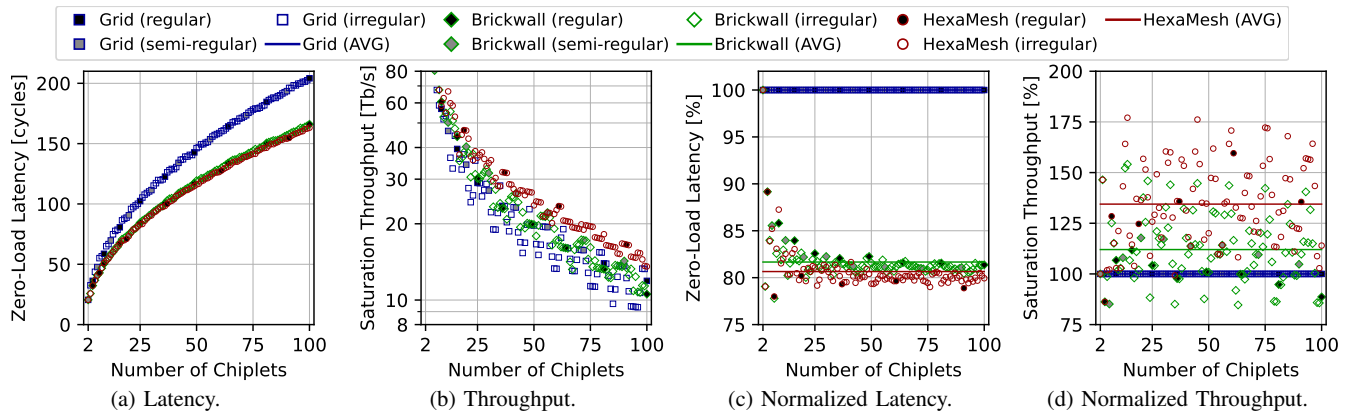 Grid (regular) Grid (irregular) Brickwall (regular) Brickwall (irregular) HexaMesh (regular) HexaMesh (AVG)
Grid (semi-regular) Grid (AVG) Brickwall (semi-regular) Brickwall (AVG) HexaMesh (irregular)
Zero-Load Latency [cycles]
200
150
100
50
0
2 25 50 75 100
Number of Chiplets
(a) Latency.
Saturation Throughput [Tb/s]
80
60
40
30
20
10
8
2 25 50 75 100
Number of Chiplets
(b) Throughput.
Zero-Load Latency [%]
100
95
90
85
80
75
2 25 50 75 100
Number of Chiplets
(c) Normalized Latency.
Saturation Throughput [%]
200
175
150
125
100
75
2 25 50 75 100
Number of Chiplets
(d) Normalized Throughput.